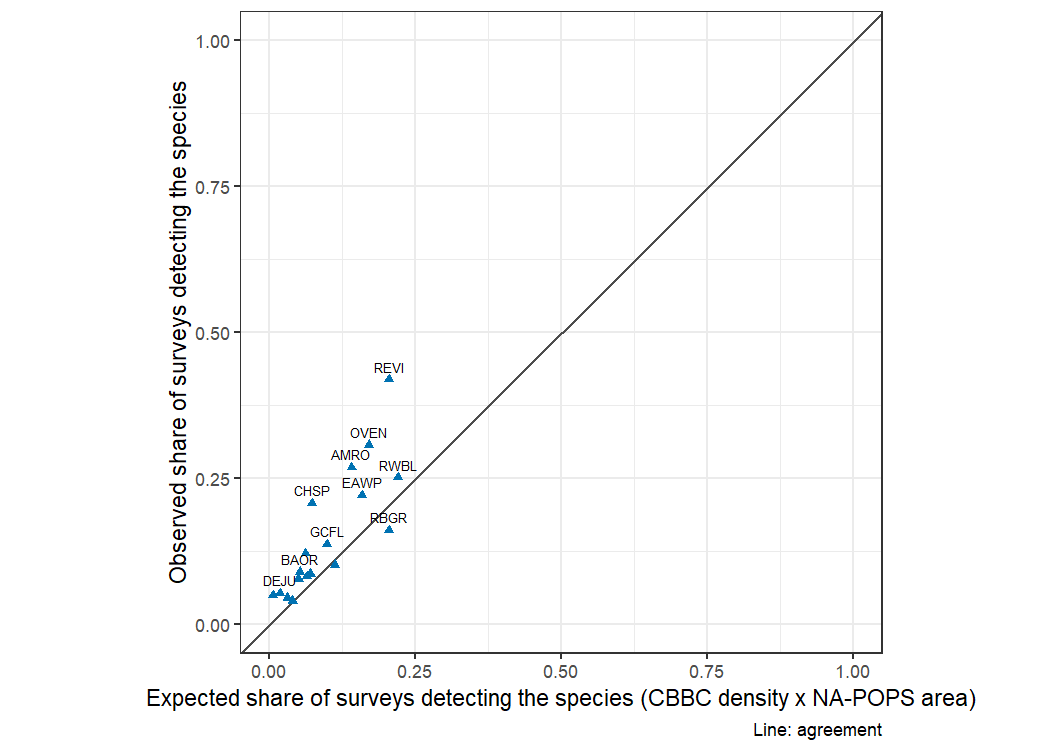 Observed share of surveys detecting the species
1.00
0.75
0.50
0.25
0.00
REVI
OVEN
AMRO
RWBL
EAWP
CHSP
RBGR
GCFL
BAOR
DEJU
0.00 0.25 0.50 0.75 1.00
Expected share of surveys detecting the species (CBBC density x NA-POPS area)
Line: agreement